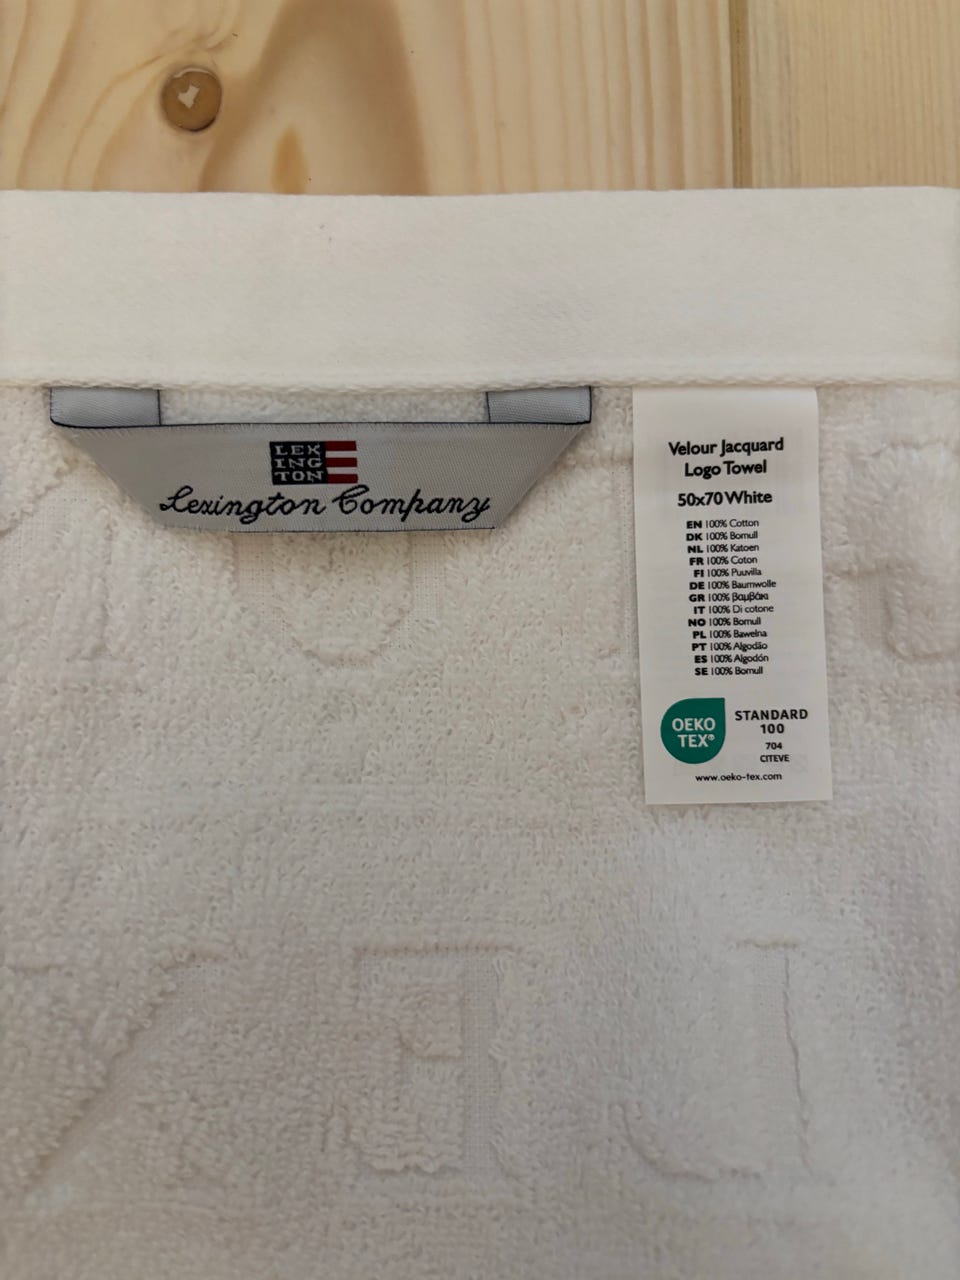 LEX
ING
TON
Lexington Company
Velour Jacquard
Logo Towel
50x70 White
EN 100% Cotton
DK 100% Bomull
NL 100% Katoen
FR 100% Coton
FI 100% Puuvilla
DE 100% Baumwolle
GR 100% βαμβάκι
IT 100% Di cotone
NO 100% Bomull
PL 100% Bawelna
PT 100% Algodão
ES 100% Algodón
SE 100% Bomull
OEKO
TEX®
STANDARD
100
704
CITEVE
www.oeko-tex.com